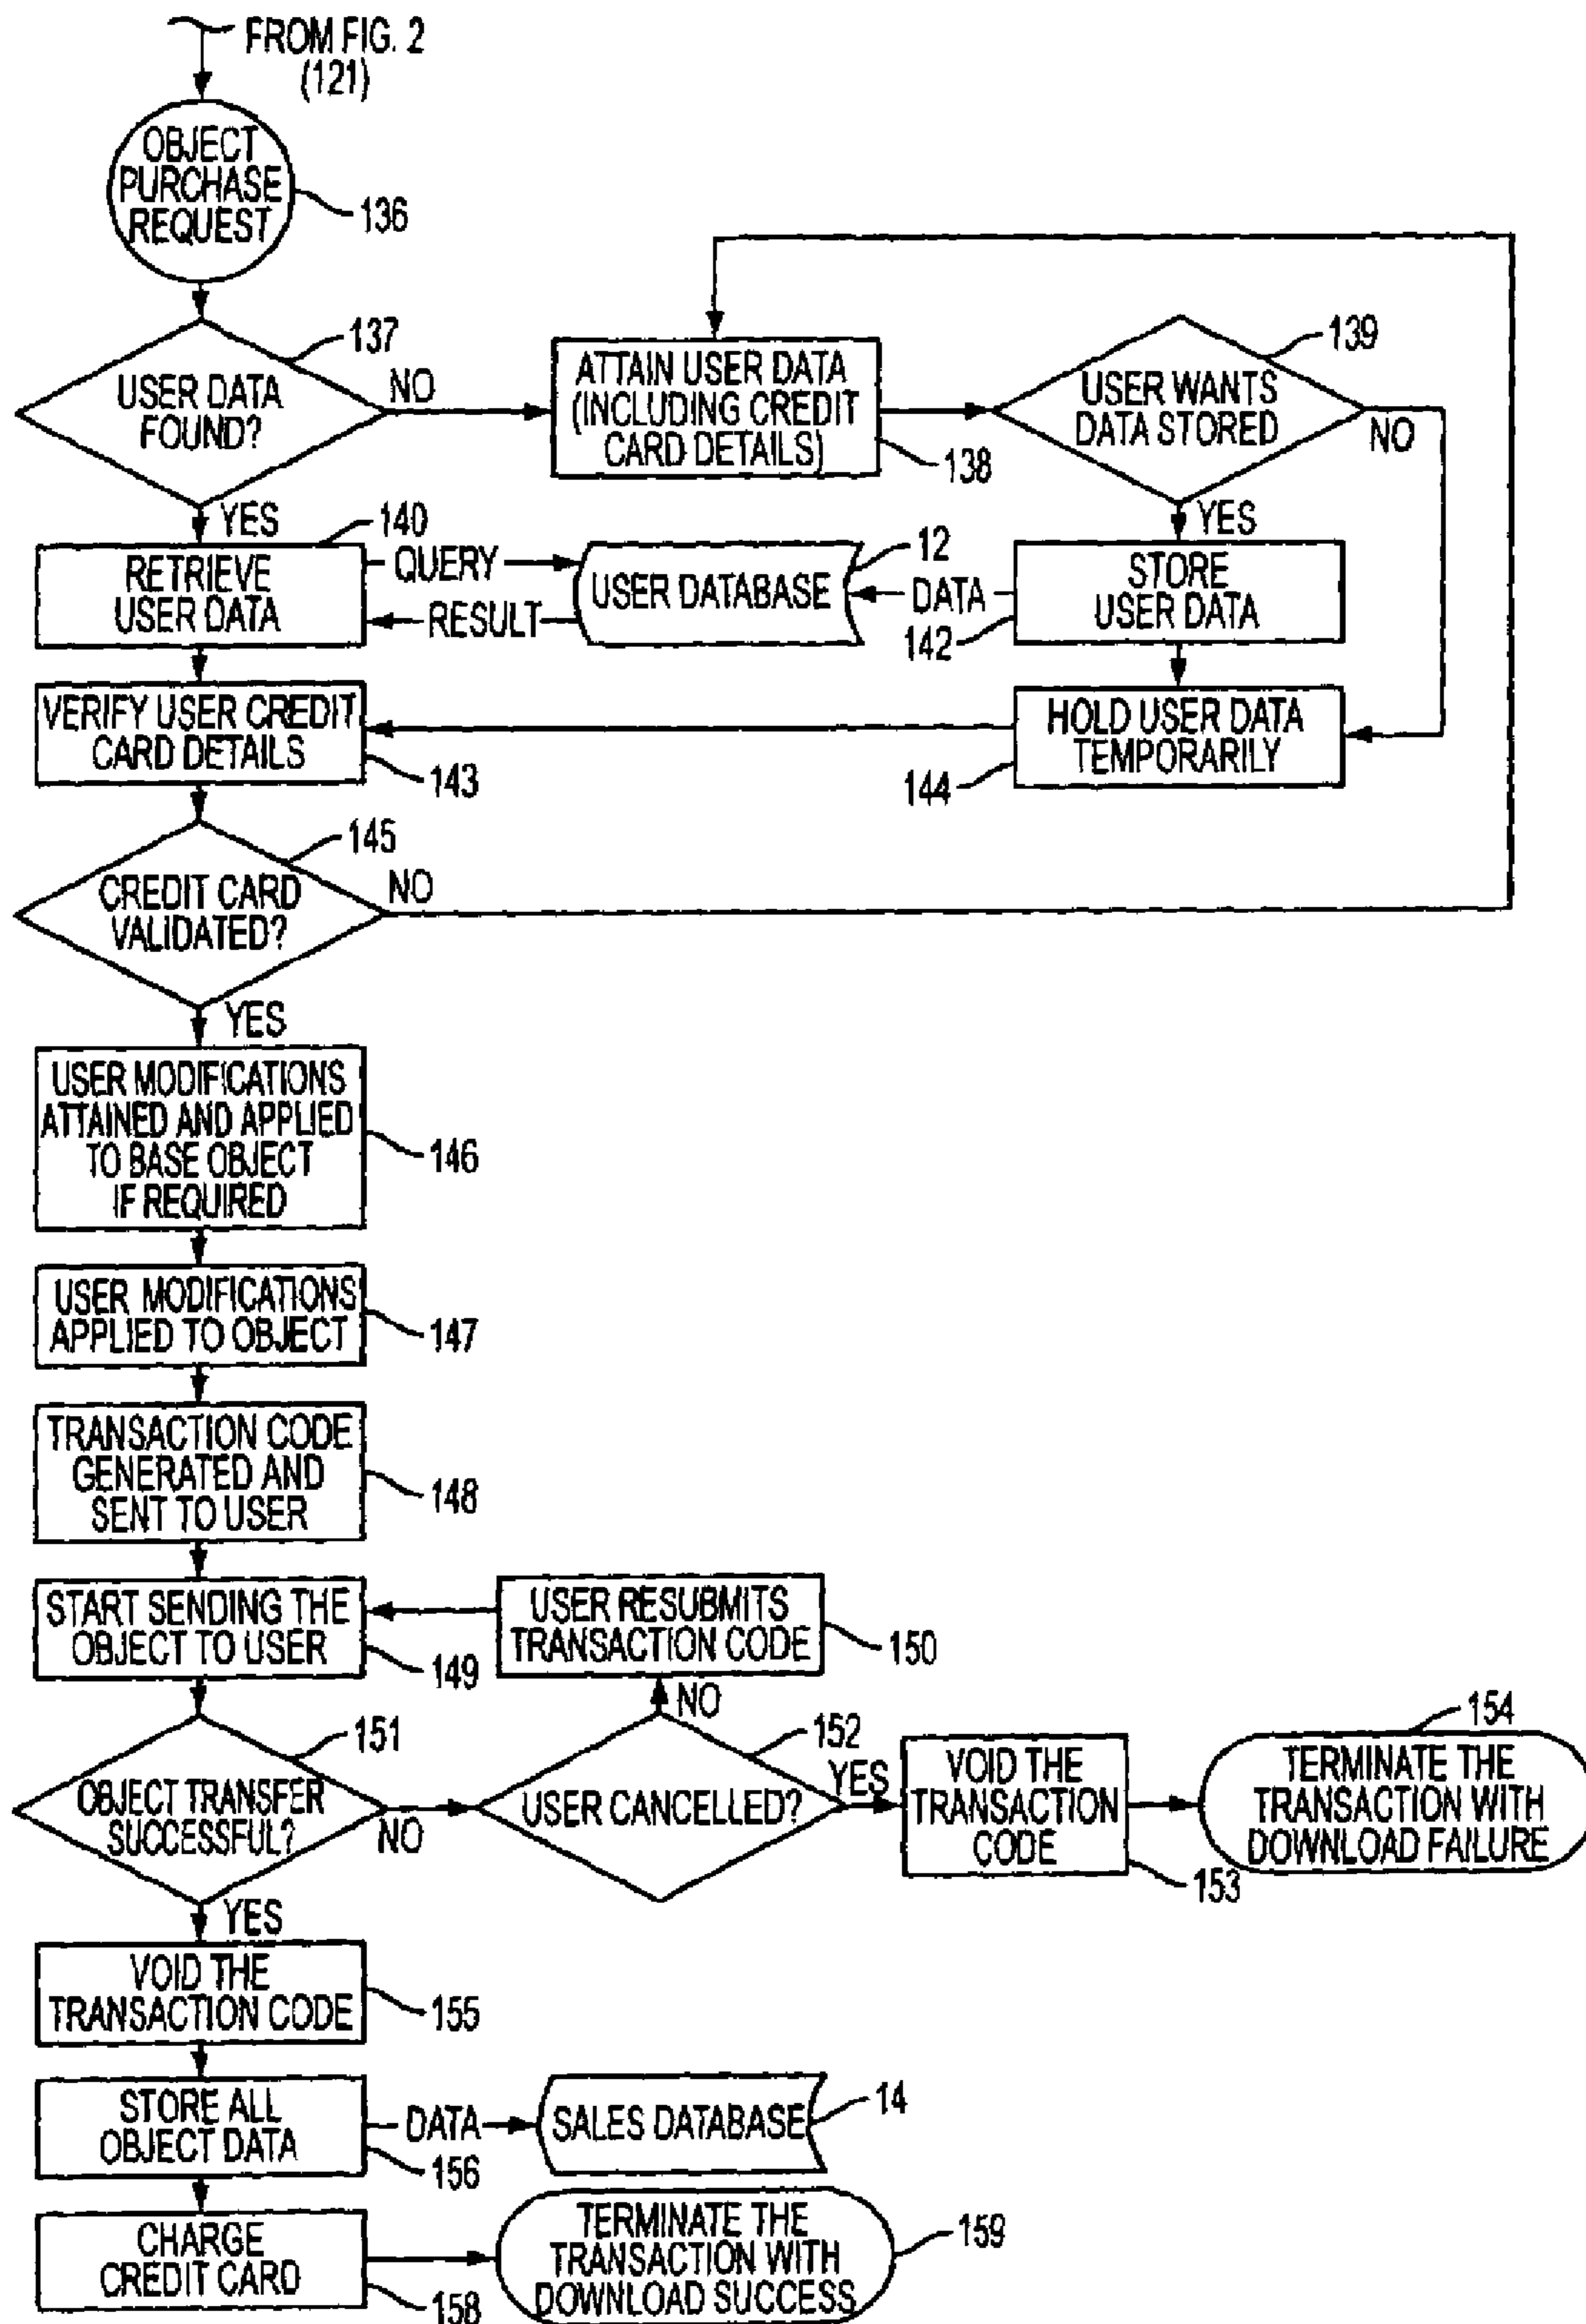 FROM FIG. 2
(121)
OBJECT
PURCHASE
REQUEST
136
137
USER DATA
FOUND?
NO
ATTAIN USER DATA
(INCLUDING CREDIT
CARD DETAILS)
138
139
USER WANTS
DATA STORED
NO
YES
140
RETRIEVE
USER DATA
QUERY
RESULT
12
USER DATABASE
DATA
YES
STORE
USER DATA
142
VERIFY USER CREDIT
CARD DETAILS
143
HOLD USER DATA
TEMPORARILY
144
145
CREDIT CARD
VALIDATED?
NO
YES
USER MODIFICATIONS
ATTAINED AND APPLIED
TO BASE OBJECT
IF REQUIRED
146
USER MODIFICATIONS
APPLIED TO OBJECT
147
TRANSACTION CODE
GENERATED AND
SENT TO USER
148
START SENDING THE
OBJECT TO USER
149
USER RESUBMITS
TRANSACTION CODE
150
NO
151
OBJECT TRANSFER
SUCCESSFUL?
NO
152
USER CANCELLED?
YES
VOID THE
TRANSACTION
CODE
153
154
TERMINATE THE
TRANSACTION WITH
DOWNLOAD FAILURE
YES
VOID THE
TRANSACTION CODE
155
STORE ALL
OBJECT DATA
156
DATA
SALES DATABASE
14
CHARGE
CREDIT CARD
158
TERMINATE THE
TRANSACTION WITH
DOWNLOAD SUCCESS
159